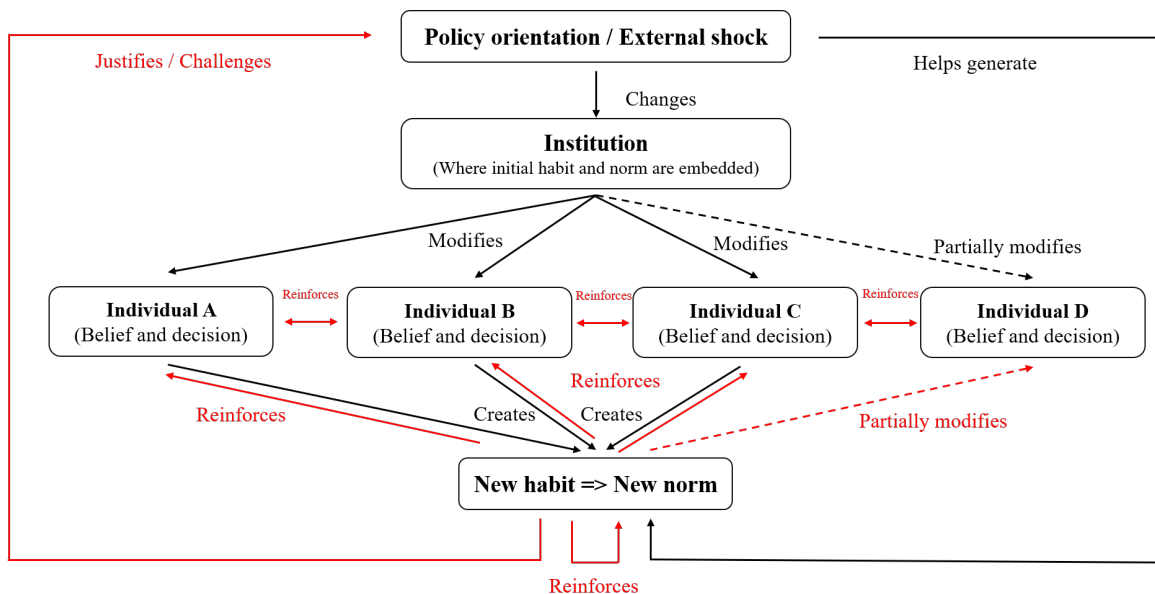 Policy orientation / External shock
Justifies / Challenges
Helps generate
Changes
Institution
(Where initial habit and norm are embedded)
Modifies
Modifies
Partially modifies
Individual A
(Belief and decision)
Reinforces
Individual B
(Belief and decision)
Reinforces
Individual C
(Belief and decision)
Reinforces
Individual D
(Belief and decision)
Reinforces
Creates
Reinforces
Creates
Partially modifies
New habit => New norm
Reinforces